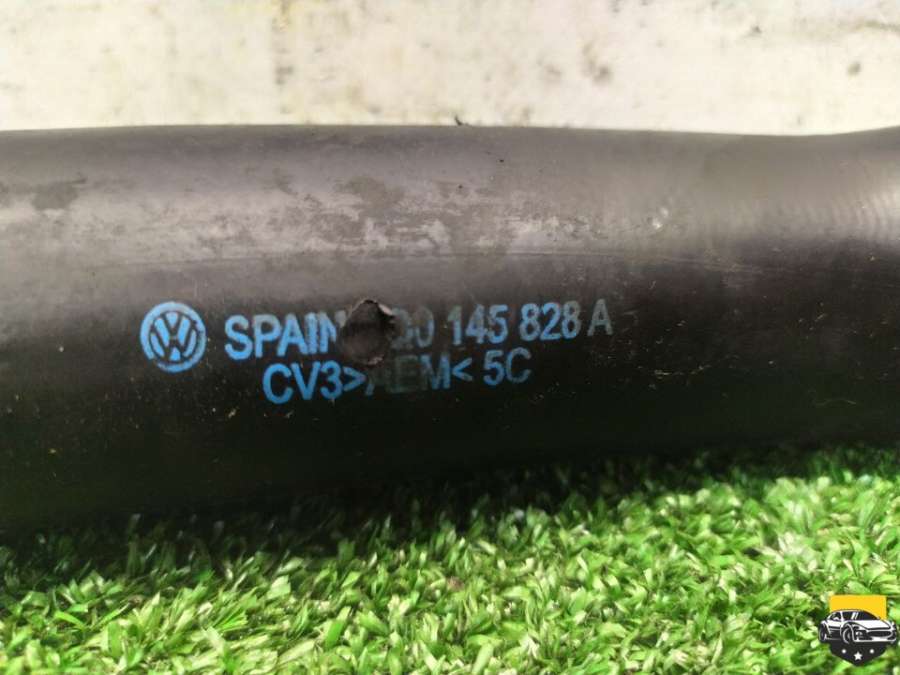 SPAIN 145 828 A
CV3>AEM< 5C